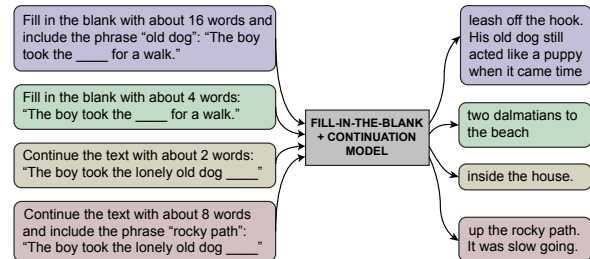 Fill in the blank with about 16 words and
include the phrase “old dog”: “The boy
took the ____ for a walk.”
Fill in the blank with about 4 words:
“The boy took the ____ for a walk.”
Continue the text with about 2 words:
“The boy took the lonely old dog ____”
Continue the text with about 8 words
and include the phrase “rocky path”:
“The boy took the lonely old dog ____”
FILL-IN-THE-BLANK
+ CONTINUATION
MODEL
leash off the hook.
His old dog still
acted like a puppy
when it came time
two dalmatians to
the beach
inside the house.
up the rocky path.
It was slow going.